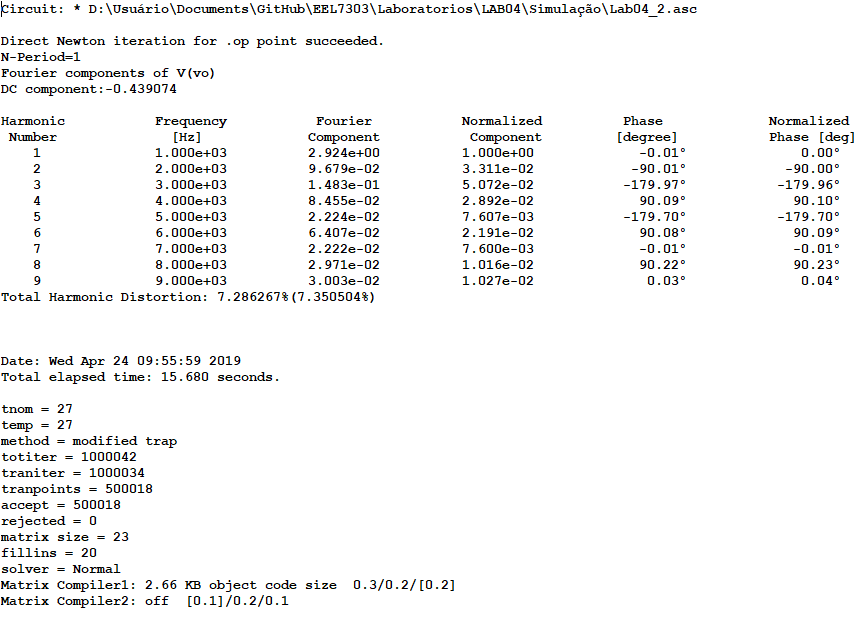 Circuit: * D:\Usuário\Documents\GitHub\EEL7303\Laboratorios\LAB04\Simulação\Lab04_2.asc
Direct Newton iteration for .op point succeeded.
N-Period=1
Fourier components of V(vo)
DC component:-0.439074
Harmonic Frequency Fourier Normalized Phase Normalized
Number [Hz] Component Component [degree] Phase [deg]
1 1.000e+03 2.924e+00 1.000e+00 -0.01° 0.00°
2 2.000e+03 9.679e-02 3.311e-02 -90.01° -90.00°
3 3.000e+03 1.483e-01 5.072e-02 -179.97° -179.96°
4 4.000e+03 8.455e-02 2.892e-02 90.09° 90.10°
5 5.000e+03 2.224e-02 7.607e-03 -179.70° -179.70°
6 6.000e+03 6.407e-02 2.191e-02 90.08° 90.09°
7 7.000e+03 2.222e-02 7.600e-03 -0.01° -0.01°
8 8.000e+03 2.971e-02 1.016e-02 90.22° 90.23°
9 9.000e+03 3.003e-02 1.027e-02 0.03° 0.04°
Total Harmonic Distortion: 7.286267%(7.350504%)
Date: Wed Apr 24 09:55:59 2019
Total elapsed time: 15.680 seconds.
tnom = 27
temp = 27
method = modified trap
totiter = 1000042
traniter = 1000034
tranpoints = 500018
accept = 500018
rejected = 0
matrix size = 23
fillins = 20
solver = Normal
Matrix Compiler1: 2.66 KB object code size 0.3/0.2/[0.2]
Matrix Compiler2: off [0.1]/0.2/0.1